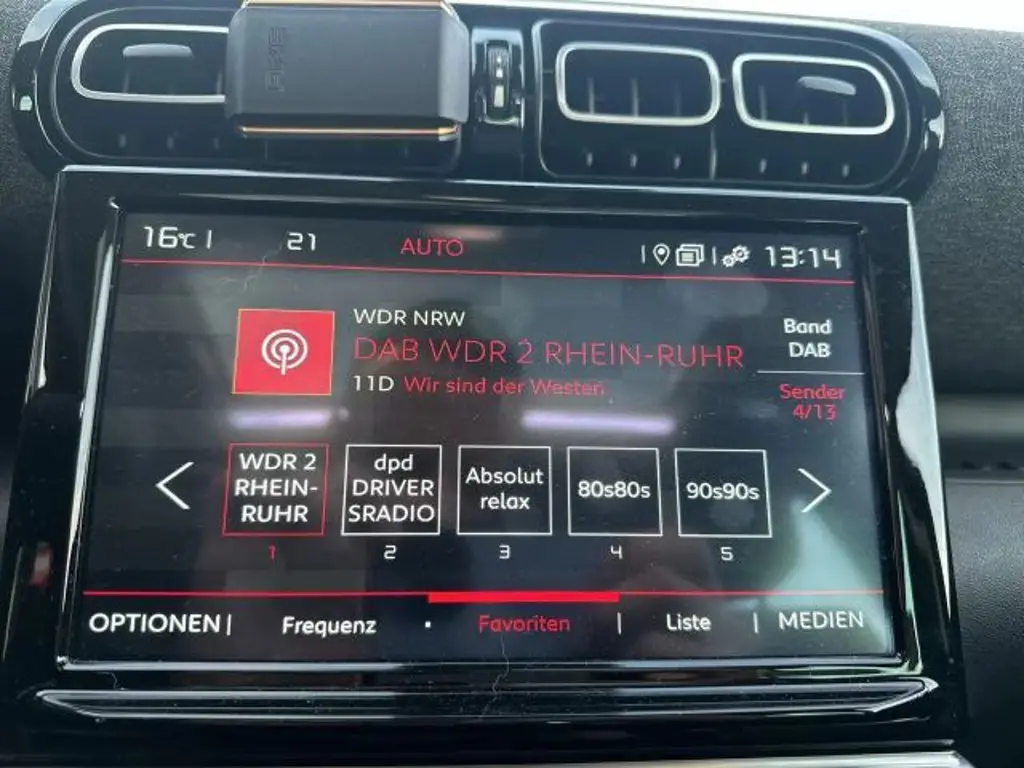 16°C | 21 AUTO | | 13:14
WDR NRW
DAB WDR 2 RHEIN-RUHR
11D Wir sind der Westen
Band
DAB
Sender
4/13
WDR 2
RHEIN-
RUHR
1
dpd
DRIVER
SRADIO
2
Absolut
relax
3
80s80s
4
90s90s
5
OPTIONEN | Frequenz · Favoriten | Liste | MEDIEN